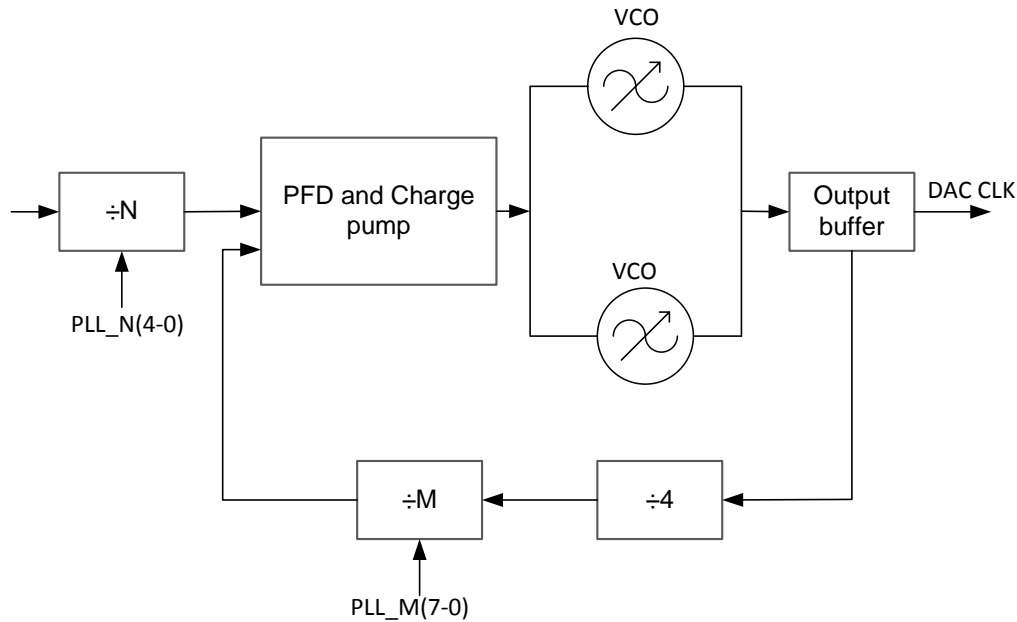 VCO
÷N
PFD and Charge
pump
Output
buffer
DAC CLK
VCO
PLL_N(4-0)
÷M
÷4
PLL_M(7-0)